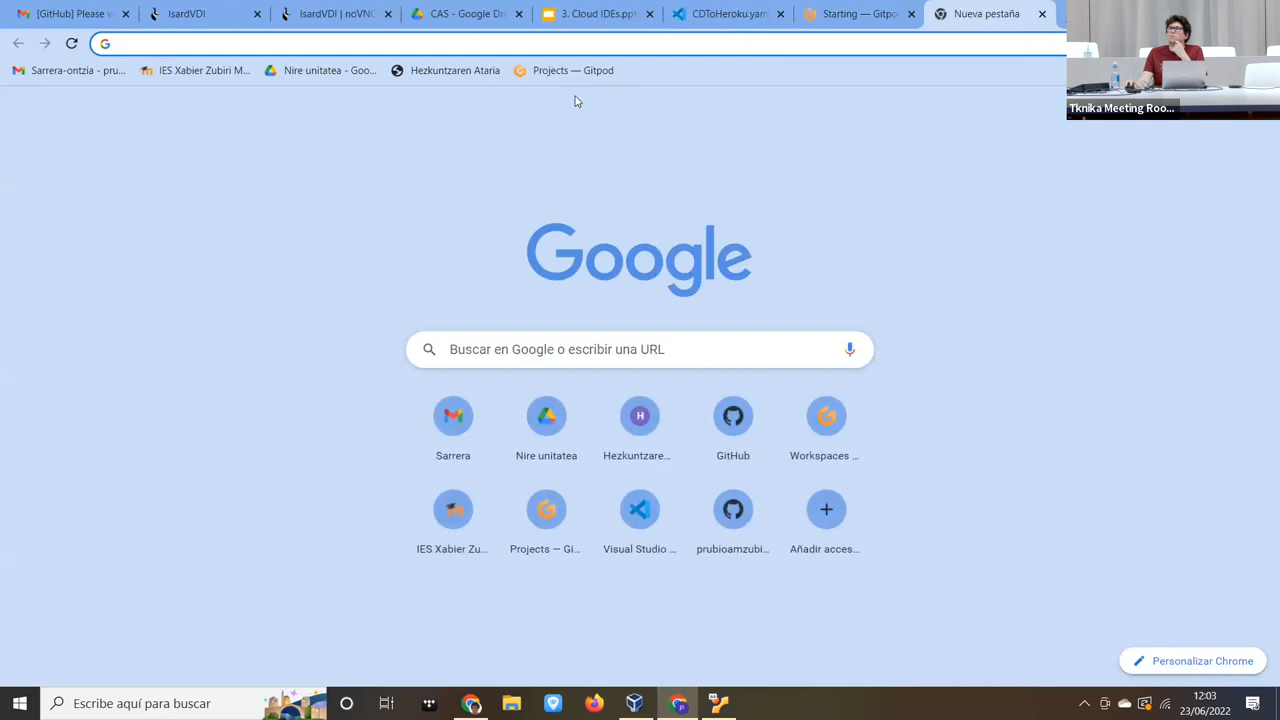 [GitHub] Please v
IsardVDI
IsardVDI | noVNC
CAS - Google Dr
3. Cloud IDEs.ppt
CDToHeroku.yam
Starting — Gitpo
Nueva pestaña
Sarrera-ontzia - pru...
IES Xabier Zubiri M...
Nire unitatea - Goo...
Hezkuntzaren Ataria
Projects — Gitpod
Tknika Meeting Roo...
Google
Buscar en Google o escribir una URL
Sarrera
Nire unitatea
H
Hezkuntzare...
GitHub
Workspaces ...
IES Xabier Zu...
Projects — Gi...
Visual Studio ...
prubioamzubi...
Añadir acces...
Personalizar Chrome
Escribe aquí para buscar
12:03
23/06/2022